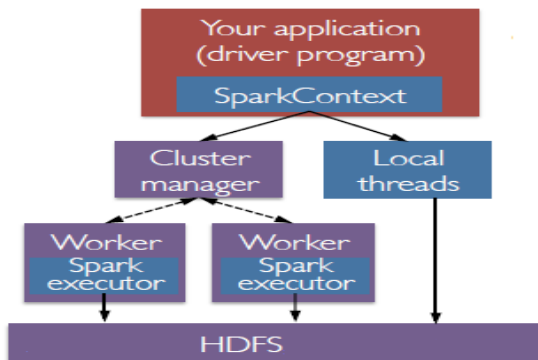 Your application
(driver program)
SparkContext
Cluster
manager
Local
threads
Worker
Spark
executor
Worker
Spark
executor
HDFS